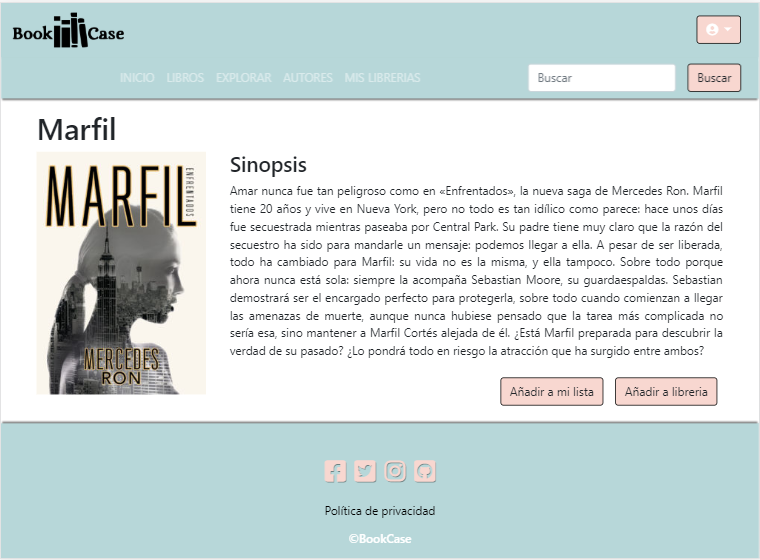 Book Case
INICIO LIBROS EXPLORAR AUTORES MIS LIBRERIAS
Buscar
Buscar
Marfil
MARFIL
ENFRENTADOS
MERCEDES
RON
Sinopsis
Amar nunca fue tan peligroso como en «Enfrentados», la nueva saga de Mercedes Ron. Marfil
tiene 20 años y vive en Nueva York, pero no todo es tan idílico como parece: hace unos días
fue secuestrada mientras paseaba por Central Park. Su padre tiene muy claro que la razón del
secuestro ha sido para mandarle un mensaje: podemos llegar a ella. A pesar de ser liberada,
todo ha cambiado para Marfil: su vida no es la misma, y ella tampoco. Sobre todo porque
ahora nunca está sola: siempre la acompaña Sebastian Moore, su guardaespaldas. Sebastian
demostrará ser el encargado perfecto para protegerla, sobre todo cuando comienzan a llegar
las amenazas de muerte, aunque nunca hubiese pensado que la tarea más complicada no
sería esa, sino mantener a Marfil Cortés alejada de él. ¿Está Marfil preparada para descubrir la
verdad de su pasado? ¿Lo pondrá todo en riesgo la atracción que ha surgido entre ambos?
Añadir a mi lista
Añadir a libreria
Política de privacidad
©BookCase